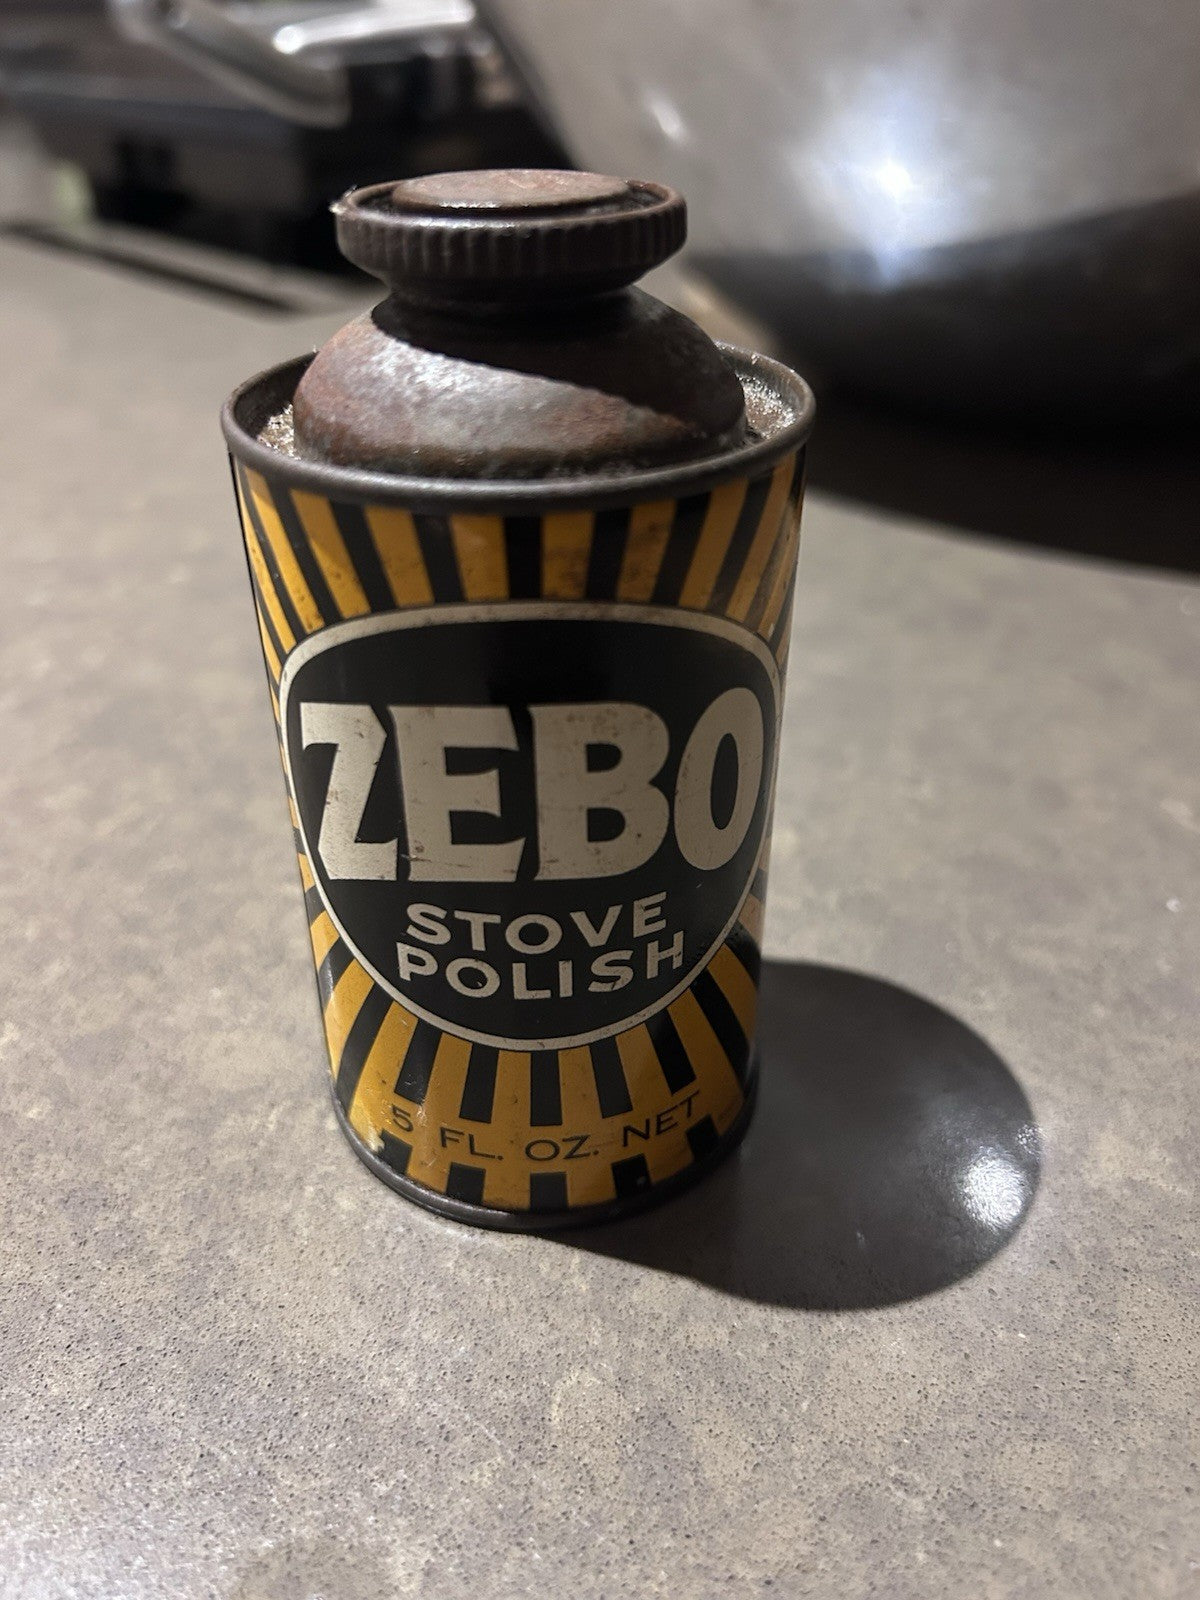 ZEBO
STOVE
POLISH
5 FL. OZ. NET